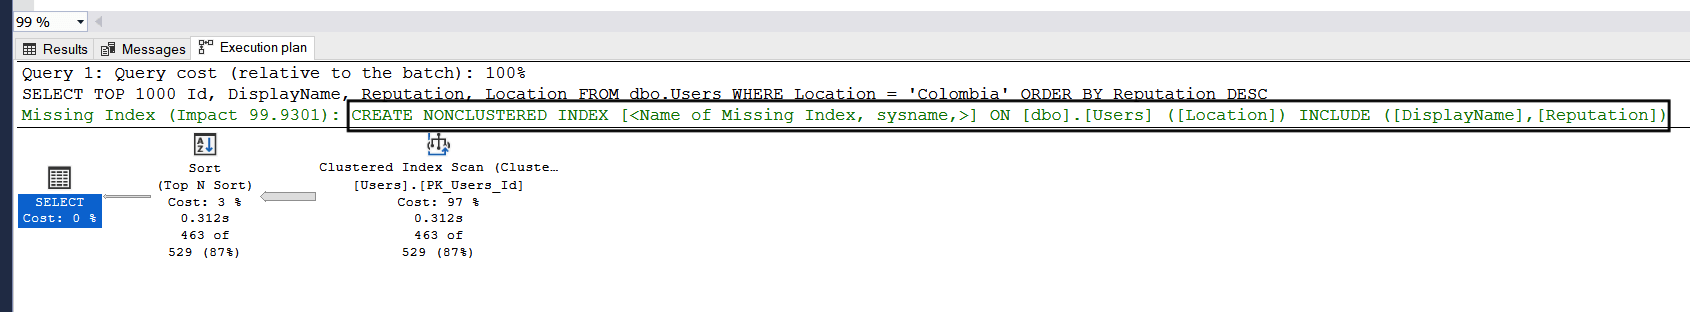 99 %
Results Messages Execution plan
Query 1: Query cost (relative to the batch): 100%
SELECT TOP 1000 Id, DisplayName, Reputation, Location FROM dbo.Users WHERE Location = 'Colombia' ORDER BY Reputation DESC
Missing Index (Impact 99.9301): CREATE NONCLUSTERED INDEX [<Name of Missing Index, sysname,>] ON [dbo].[Users] ([Location]) INCLUDE ([DisplayName],[Reputation])
SELECT
Cost: 0 %
Sort
(Top N Sort)
Cost: 3 %
0.312s
463 of
529 (87%)
Clustered Index Scan (Cluste…
[Users].[PK_Users_Id]
Cost: 97 %
0.312s
463 of
529 (87%)